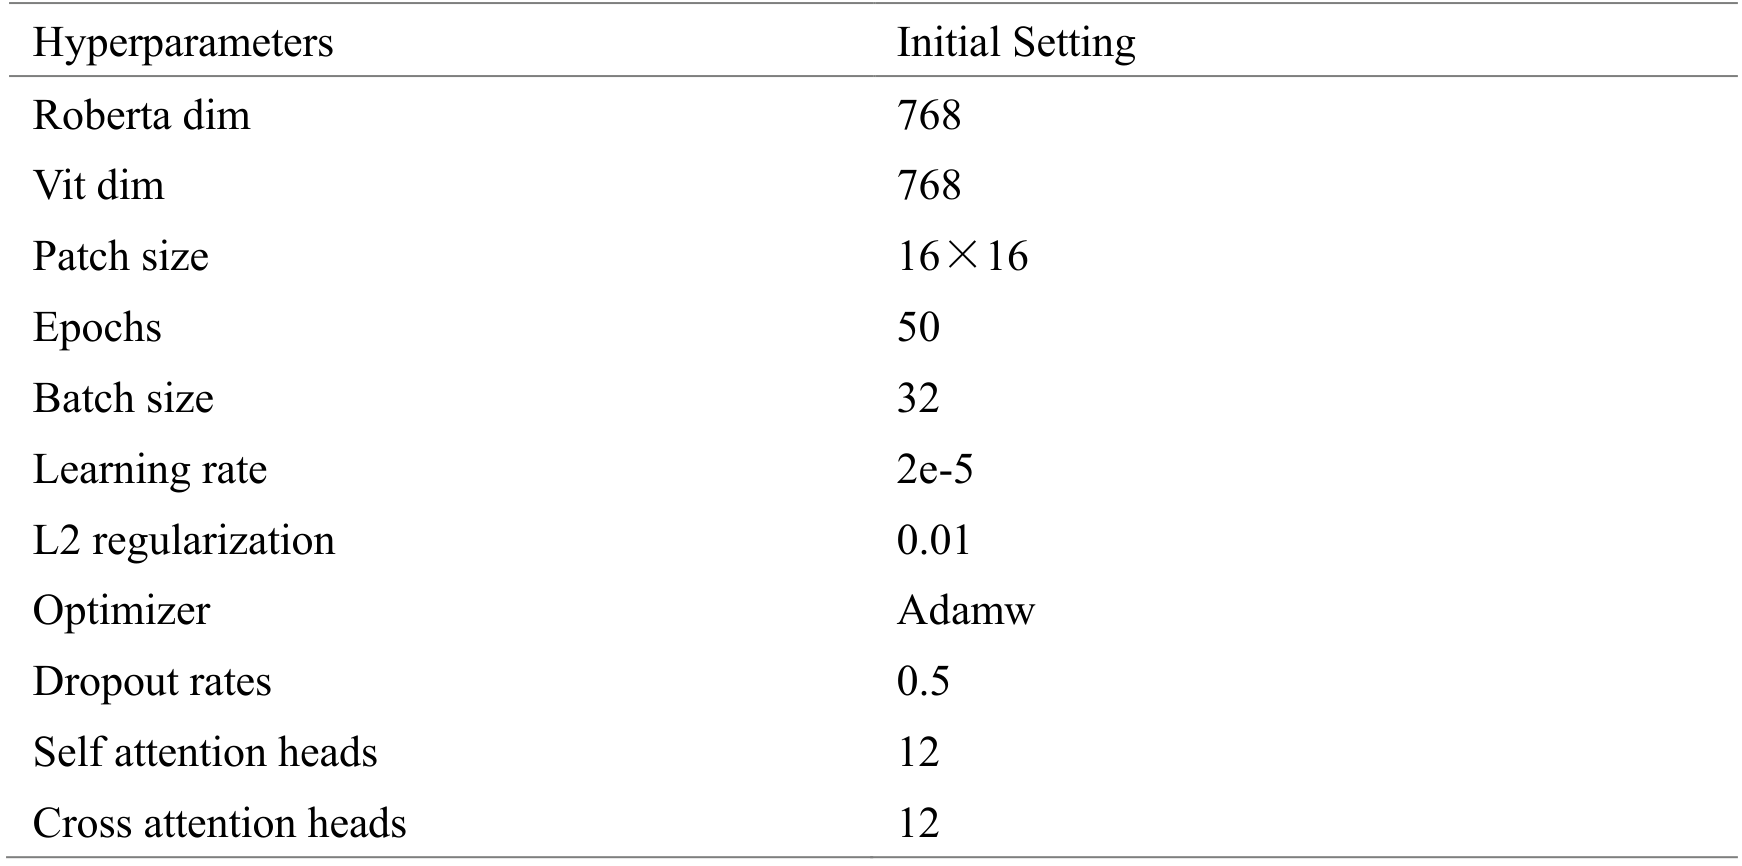 Hyperparameters Initial Setting
Roberta dim 768
Vit dim 768
Patch size 16×16
Epochs 50
Batch size 32
Learning rate 2e-5
L2 regularization 0.01
Optimizer Adamw
Dropout rates 0.5
Self attention heads 12
Cross attention heads 12